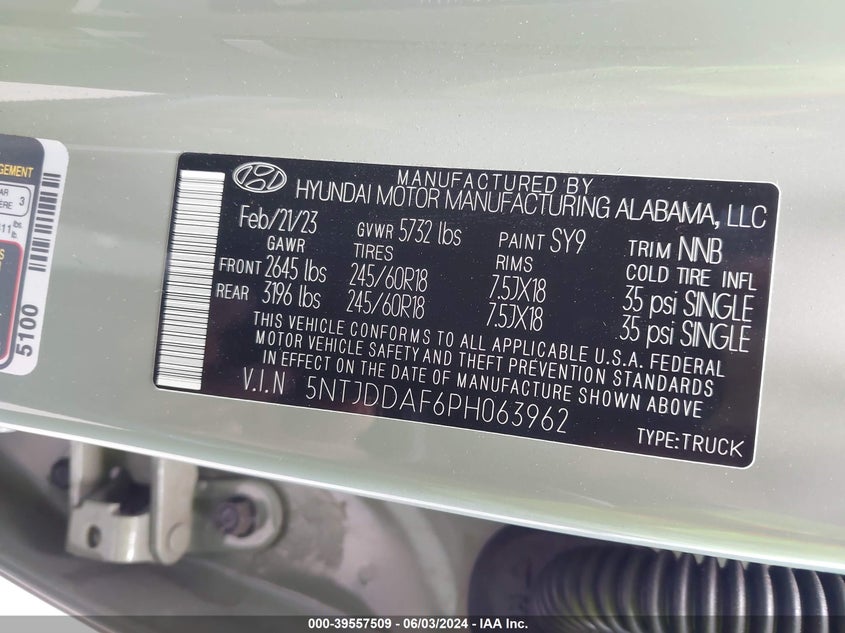 GEMENT
3
5100
MANUFACTURED BY
HYUNDAI MOTOR MANUFACTURING ALABAMA, LLC
Feb/21/23 GVWR 5732 lbs PAINT SY9 TRIM NNB
GAWR TIRES RIMS COLD TIRE INFL
FRONT 2645 lbs 245/60R18 7.5JX18 35 psi SINGLE
REAR 3196 lbs 245/60R18 7.5JX18 35 psi SINGLE
THIS VEHICLE CONFORMS TO ALL APPLICABLE U.S.A. FEDERAL
MOTOR VEHICLE SAFETY AND THEFT PREVENTION STANDARDS
IN EFFECT ON THE DATE OF MANUFACTURE SHOWN ABOVE
V.I.N 5NTJDDAF6PH063962
TYPE:TRUCK
000-39557509 - 06/03/2024 - IAA Inc.